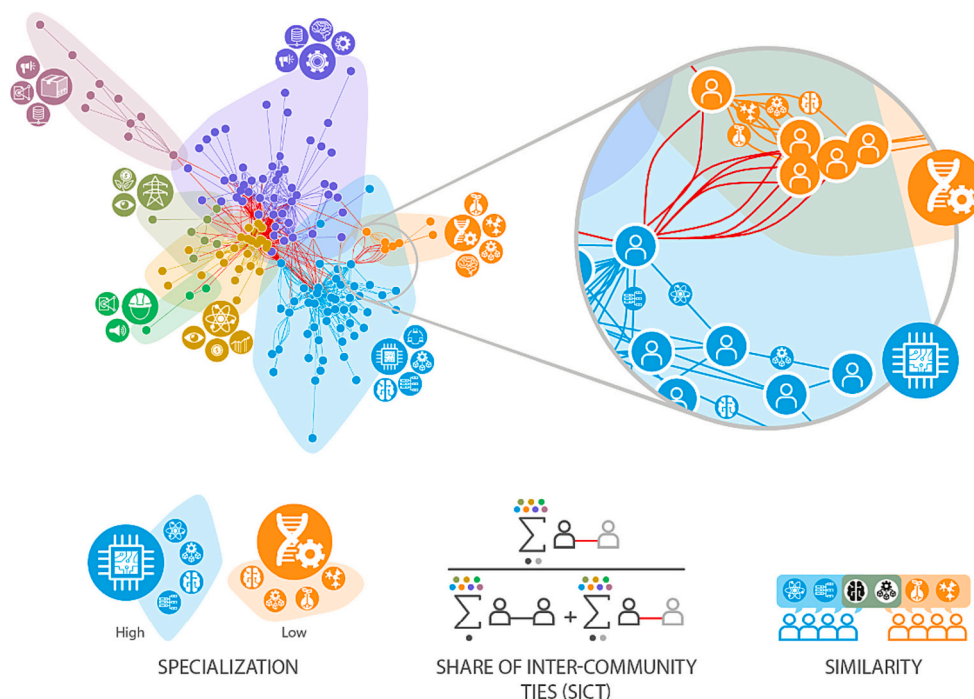 High
Low
SPECIALIZATION
SHARE OF INTER-COMMUNITY
TIES (SICT)
SIMILARITY